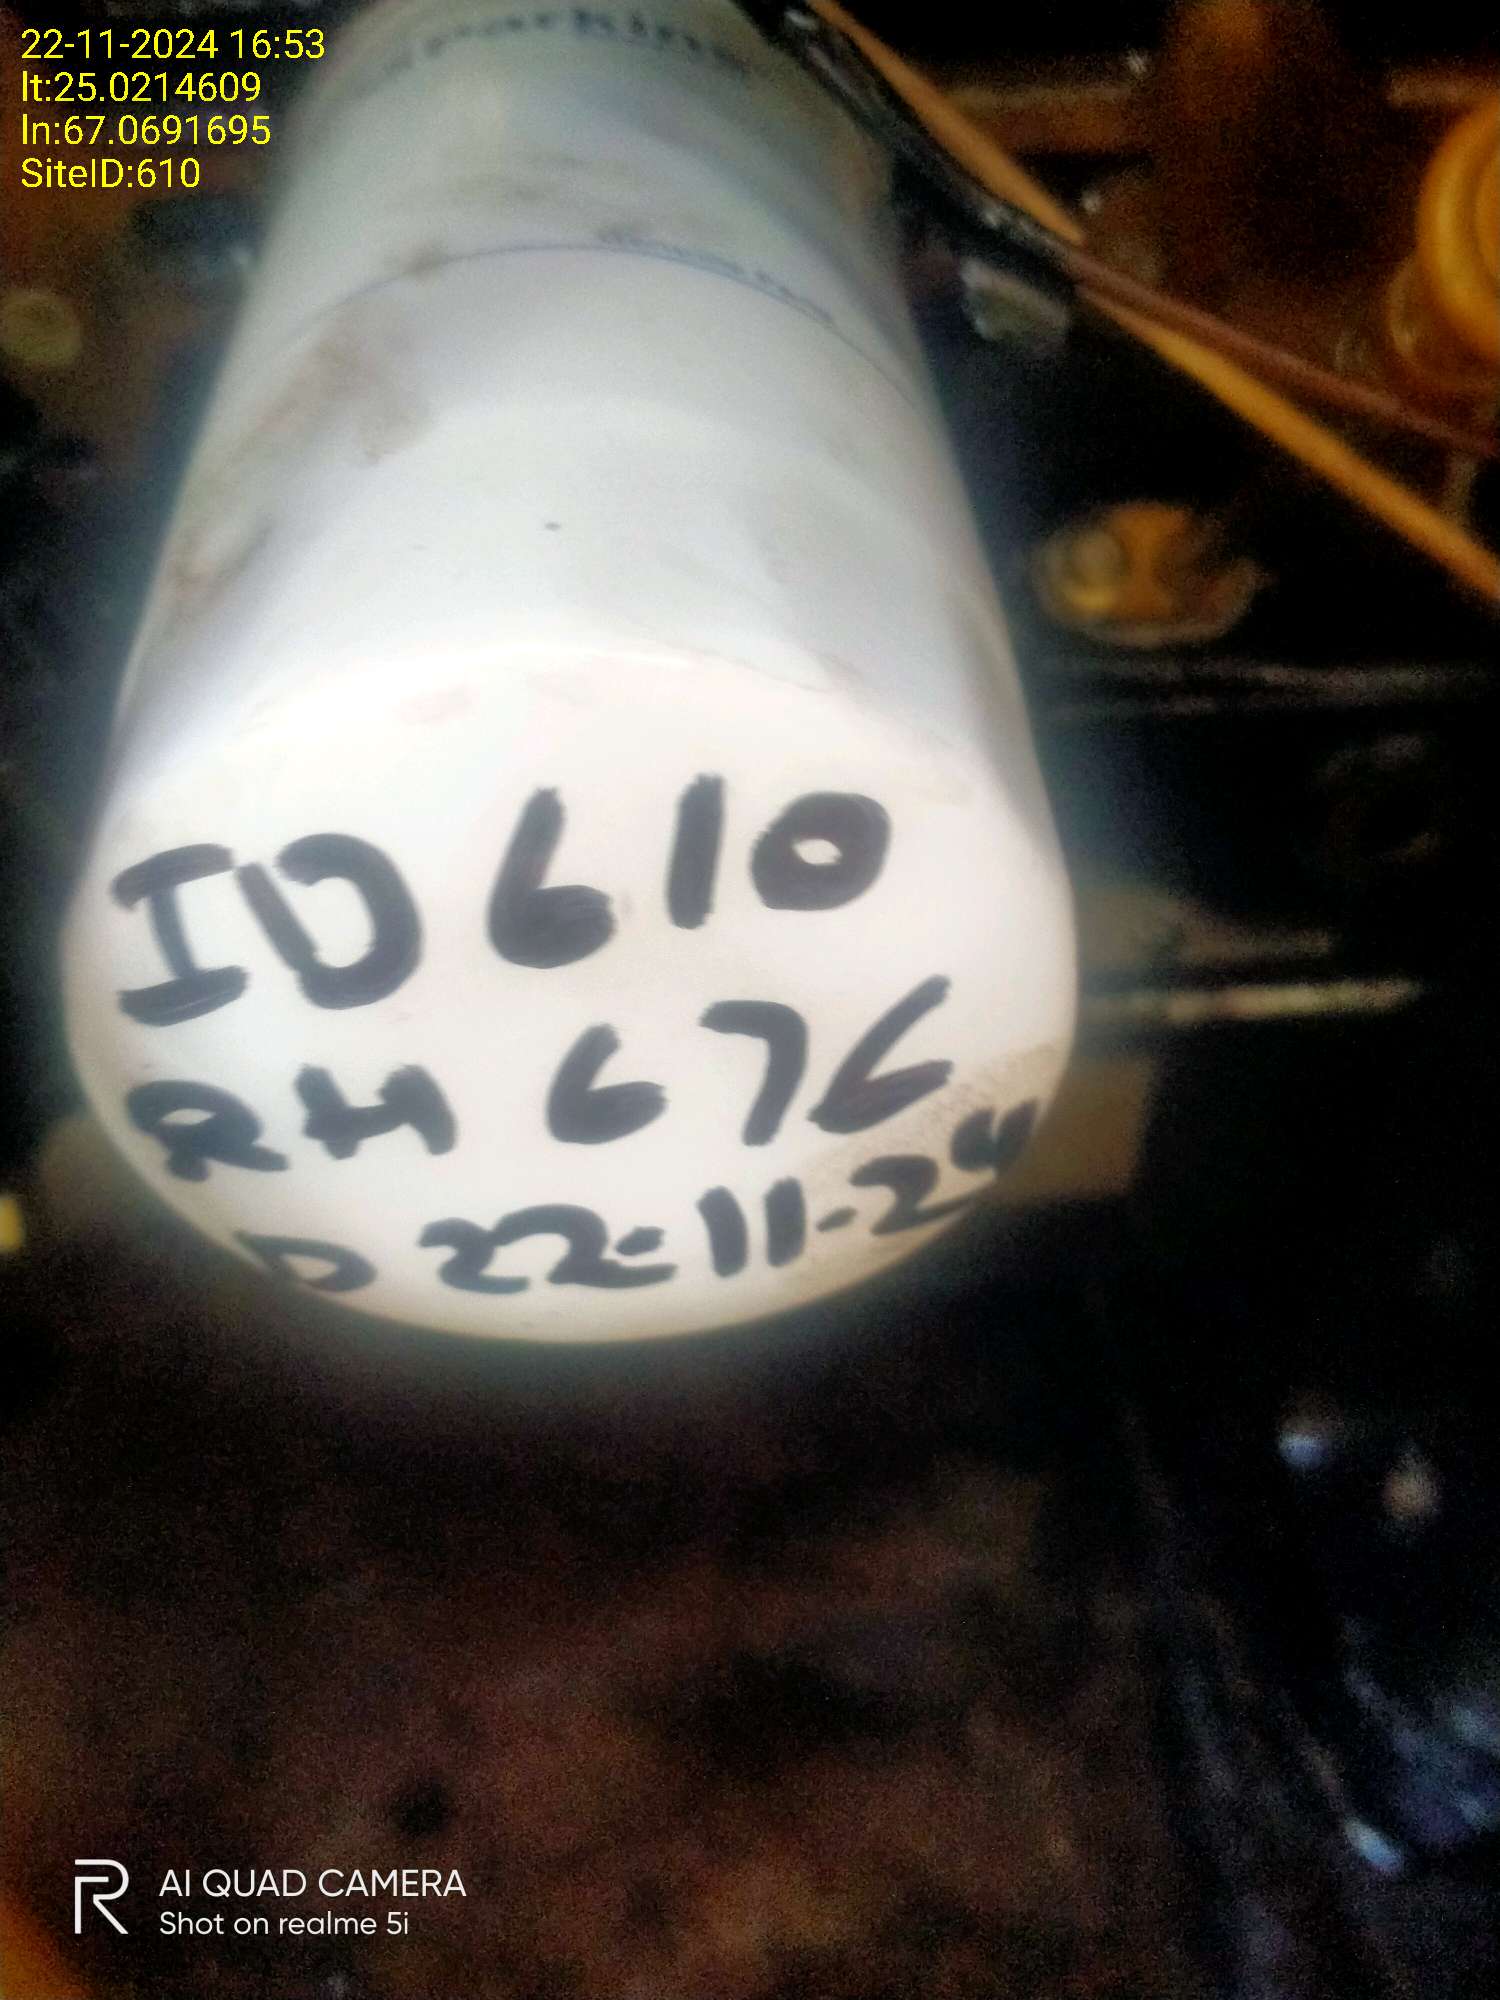 22-11-2024 16:53
lt:25.0214609
ln:67.0691695
SiteID:610
ID 610
RH 676
D 22-11-24
AI QUAD CAMERA
Shot on realme 5i